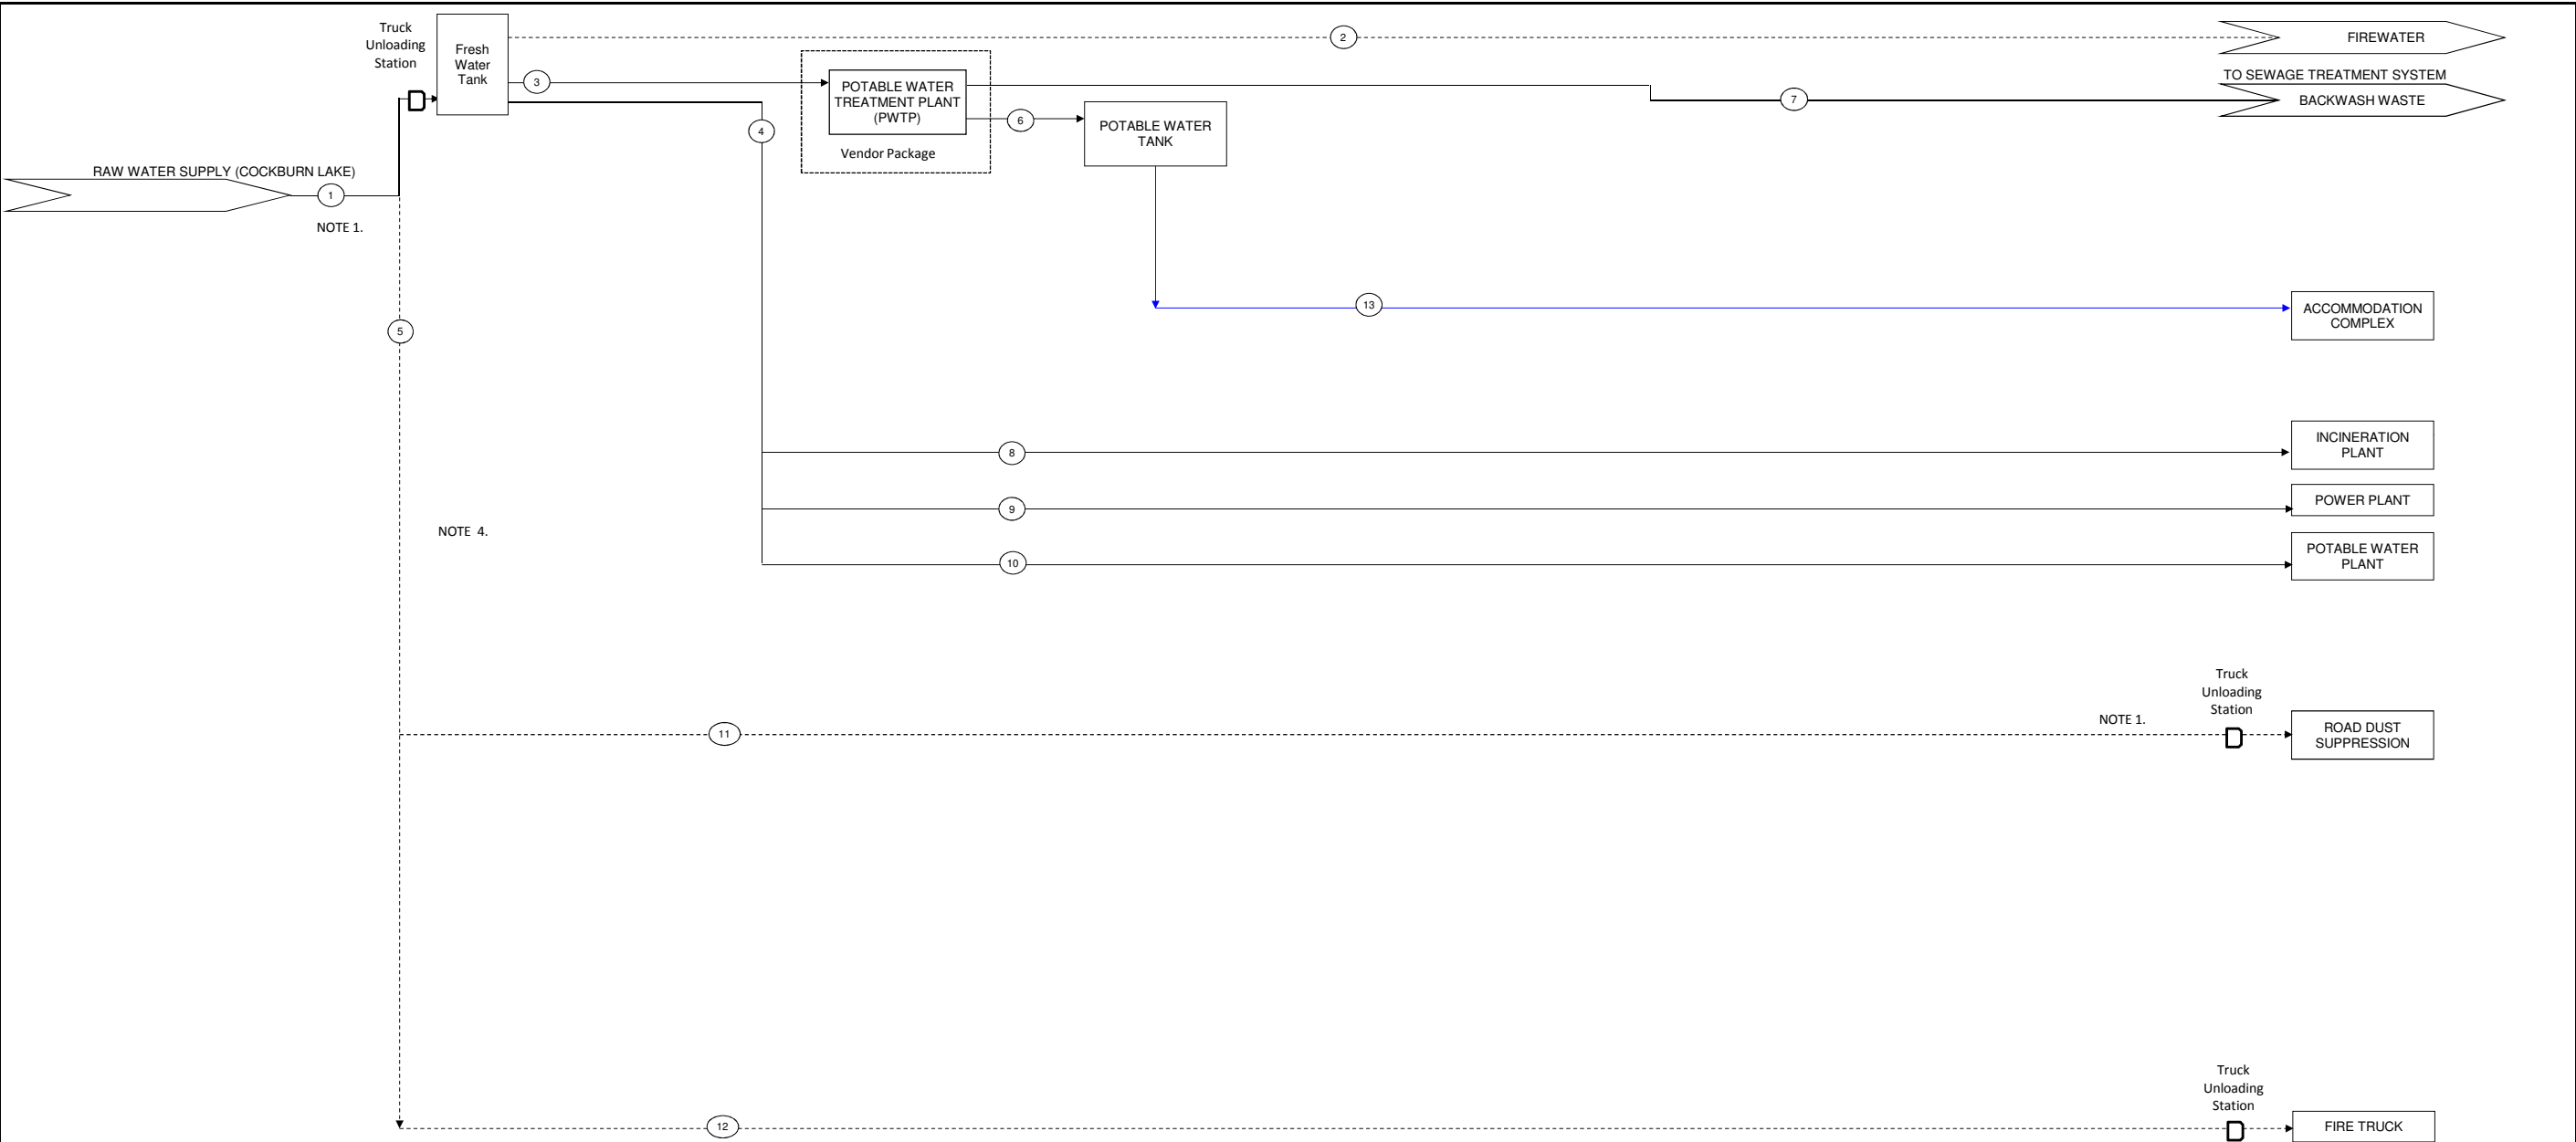 Truck
Unloading
Station
Fresh
Water
Tank
2
FIREWATER
3
POTABLE WATER
TREATMENT PLANT
(PWTP)
Vendor Package
TO SEWAGE TREATMENT SYSTEM
7
BACKWASH WASTE
4
6
POTABLE WATER
TANK
RAW WATER SUPPLY (COCKBURN LAKE)
1
NOTE 1.
5
13
ACCOMMODATION
COMPLEX
8
INCINERATION
PLANT
9
POWER PLANT
NOTE 4.
10
POTABLE WATER
PLANT
Truck
Unloading
Station
NOTE 1.
11
ROAD DUST
SUPPRESSION
Truck
Unloading
Station
12
FIRE TRUCK